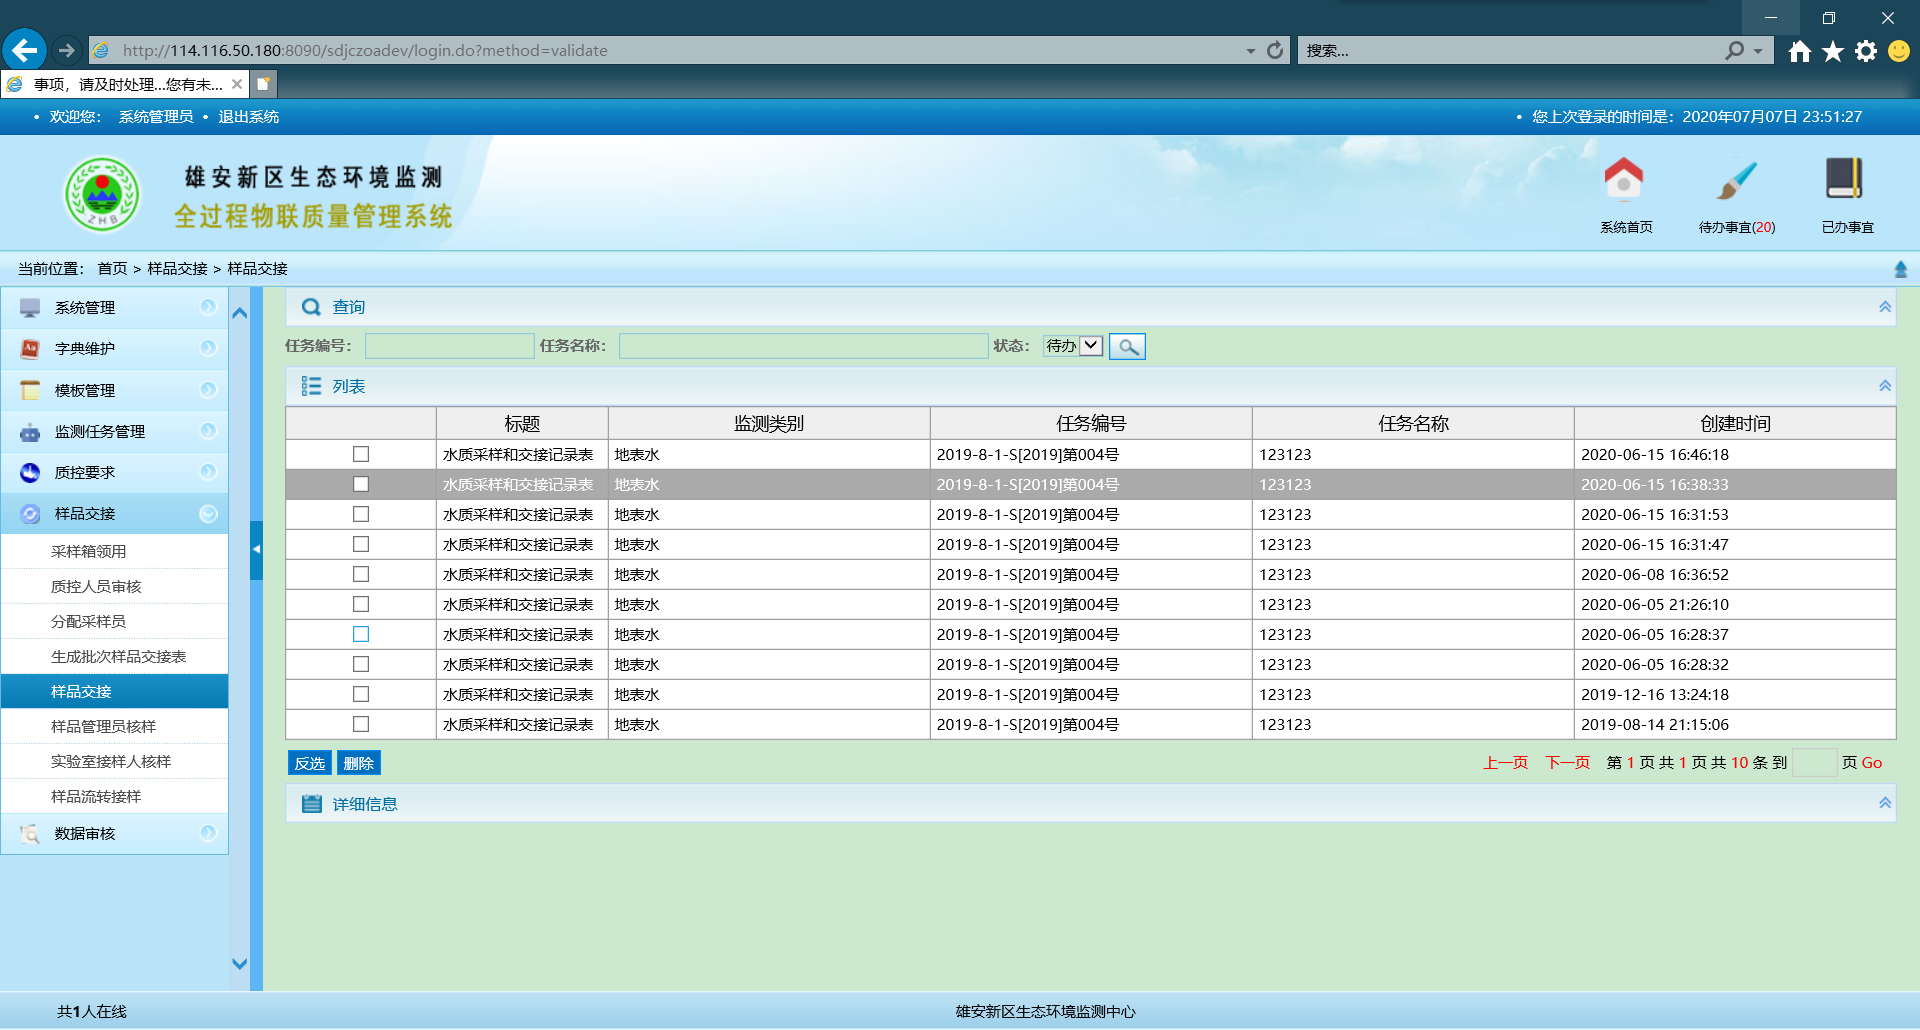 http://114.116.50.180:8090/sdjczoadev/login.do?method=validate
搜索...
事项，请及时处理...您有未...
• 欢迎您： 系统管理员 • 退出系统
• 您上次登录的时间是：2020年07月07日 23:51:27
雄安新区生态环境监测
全过程物联质量管理系统
ZHB
系统首页
待办事宜(20)
已办事宜
当前位置： 首页 > 样品交接 > 样品交接
系统管理
字典维护
模板管理
监测任务管理
质控要求
样品交接
采样箱领用
质控人员审核
分配采样员
生成批次样品交接表
样品交接
样品管理员核样
实验室接样人核样
样品流转接样
数据审核
查询
任务编号： 任务名称： 状态： 待办
列表
标题 监测类别 任务编号 任务名称 创建时间
水质采样和交接记录表 地表水 2019-8-1-S[2019]第004号 123123 2020-06-15 16:46:18
水质采样和交接记录表 地表水 2019-8-1-S[2019]第004号 123123 2020-06-15 16:38:33
水质采样和交接记录表 地表水 2019-8-1-S[2019]第004号 123123 2020-06-15 16:31:53
水质采样和交接记录表 地表水 2019-8-1-S[2019]第004号 123123 2020-06-15 16:31:47
水质采样和交接记录表 地表水 2019-8-1-S[2019]第004号 123123 2020-06-08 16:36:52
水质采样和交接记录表 地表水 2019-8-1-S[2019]第004号 123123 2020-06-05 21:26:10
水质采样和交接记录表 地表水 2019-8-1-S[2019]第004号 123123 2020-06-05 16:28:37
水质采样和交接记录表 地表水 2019-8-1-S[2019]第004号 123123 2020-06-05 16:28:32
水质采样和交接记录表 地表水 2019-8-1-S[2019]第004号 123123 2019-12-16 13:24:18
水质采样和交接记录表 地表水 2019-8-1-S[2019]第004号 123123 2019-08-14 21:15:06
反选 删除
上一页 下一页 第 1 页 共 1 页 共 10 条 到 页 Go
详细信息
共1人在线
雄安新区生态环境监测中心